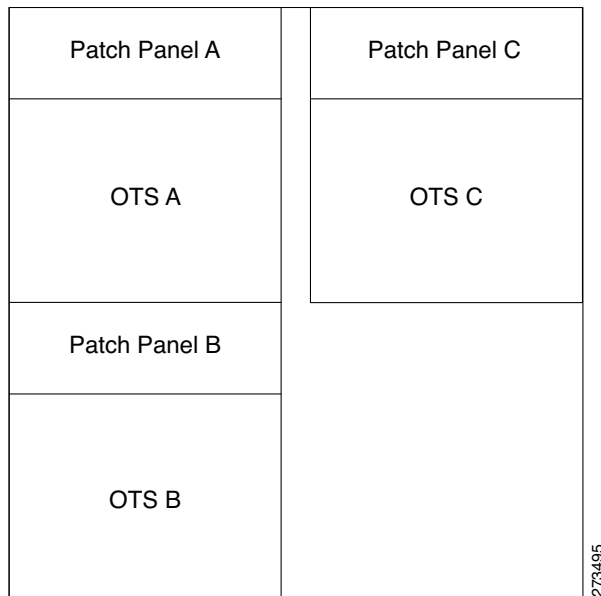 Patch Panel A
Patch Panel C
OTS A
OTS C
Patch Panel B
OTS B
273495